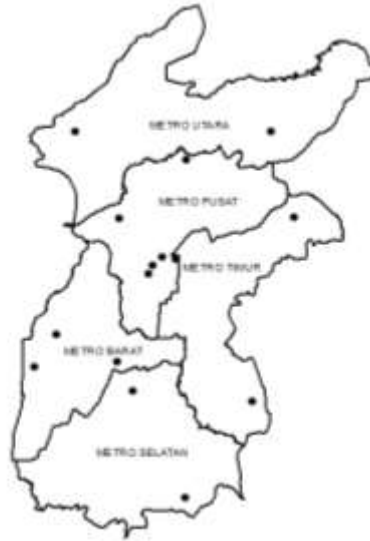 METRO UTARA
METRO PUSAT
METRO TIMUR
METRO BARAT
METRO SELATAN